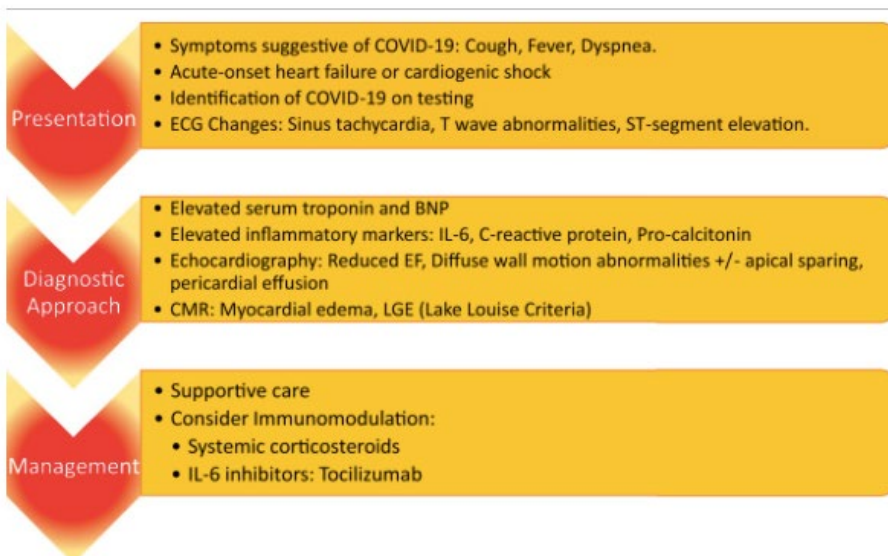 Presentation
• Symptoms suggestive of COVID-19: Cough, Fever, Dyspnea.
• Acute-onset heart failure or cardiogenic shock
• Identification of COVID-19 on testing
• ECG Changes: Sinus tachycardia, T wave abnormalities, ST-segment elevation.
Diagnostic
Approach
• Elevated serum troponin and BNP
• Elevated inflammatory markers: IL-6, C-reactive protein, Pro-calcitonin
• Echocardiography: Reduced EF, Diffuse wall motion abnormalities +/- apical sparing,
pericardial effusion
• CMR: Myocardial edema, LGE (Lake Louise Criteria)
Management
• Supportive care
• Consider Immunomodulation:
• Systemic corticosteroids
• IL-6 inhibitors: Tocilizumab